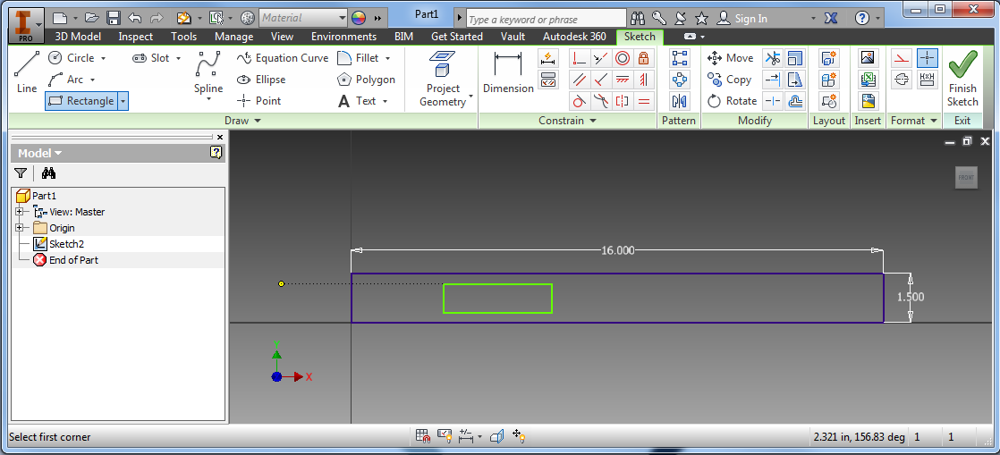 PRO
Material
Part1
Type a keyword or phrase
Sign In
3D Model Inspect Tools Manage View Environments BIM Get Started Vault Autodesk 360 Sketch
Line
Circle
Arc
Rectangle
Slot
Spline
Equation Curve
Ellipse
Point
Fillet
Polygon
Text
Project
Geometry
Dimension
Move
Copy
Rotate
Finish
Sketch
Draw Constrain Pattern Modify Layout Insert Format Exit
Model
Part1
View: Master
Origin
Sketch2
End of Part
FRONT
16.000
1.500
Y
X
Select first corner
2.321 in, 156.83 deg 1 1